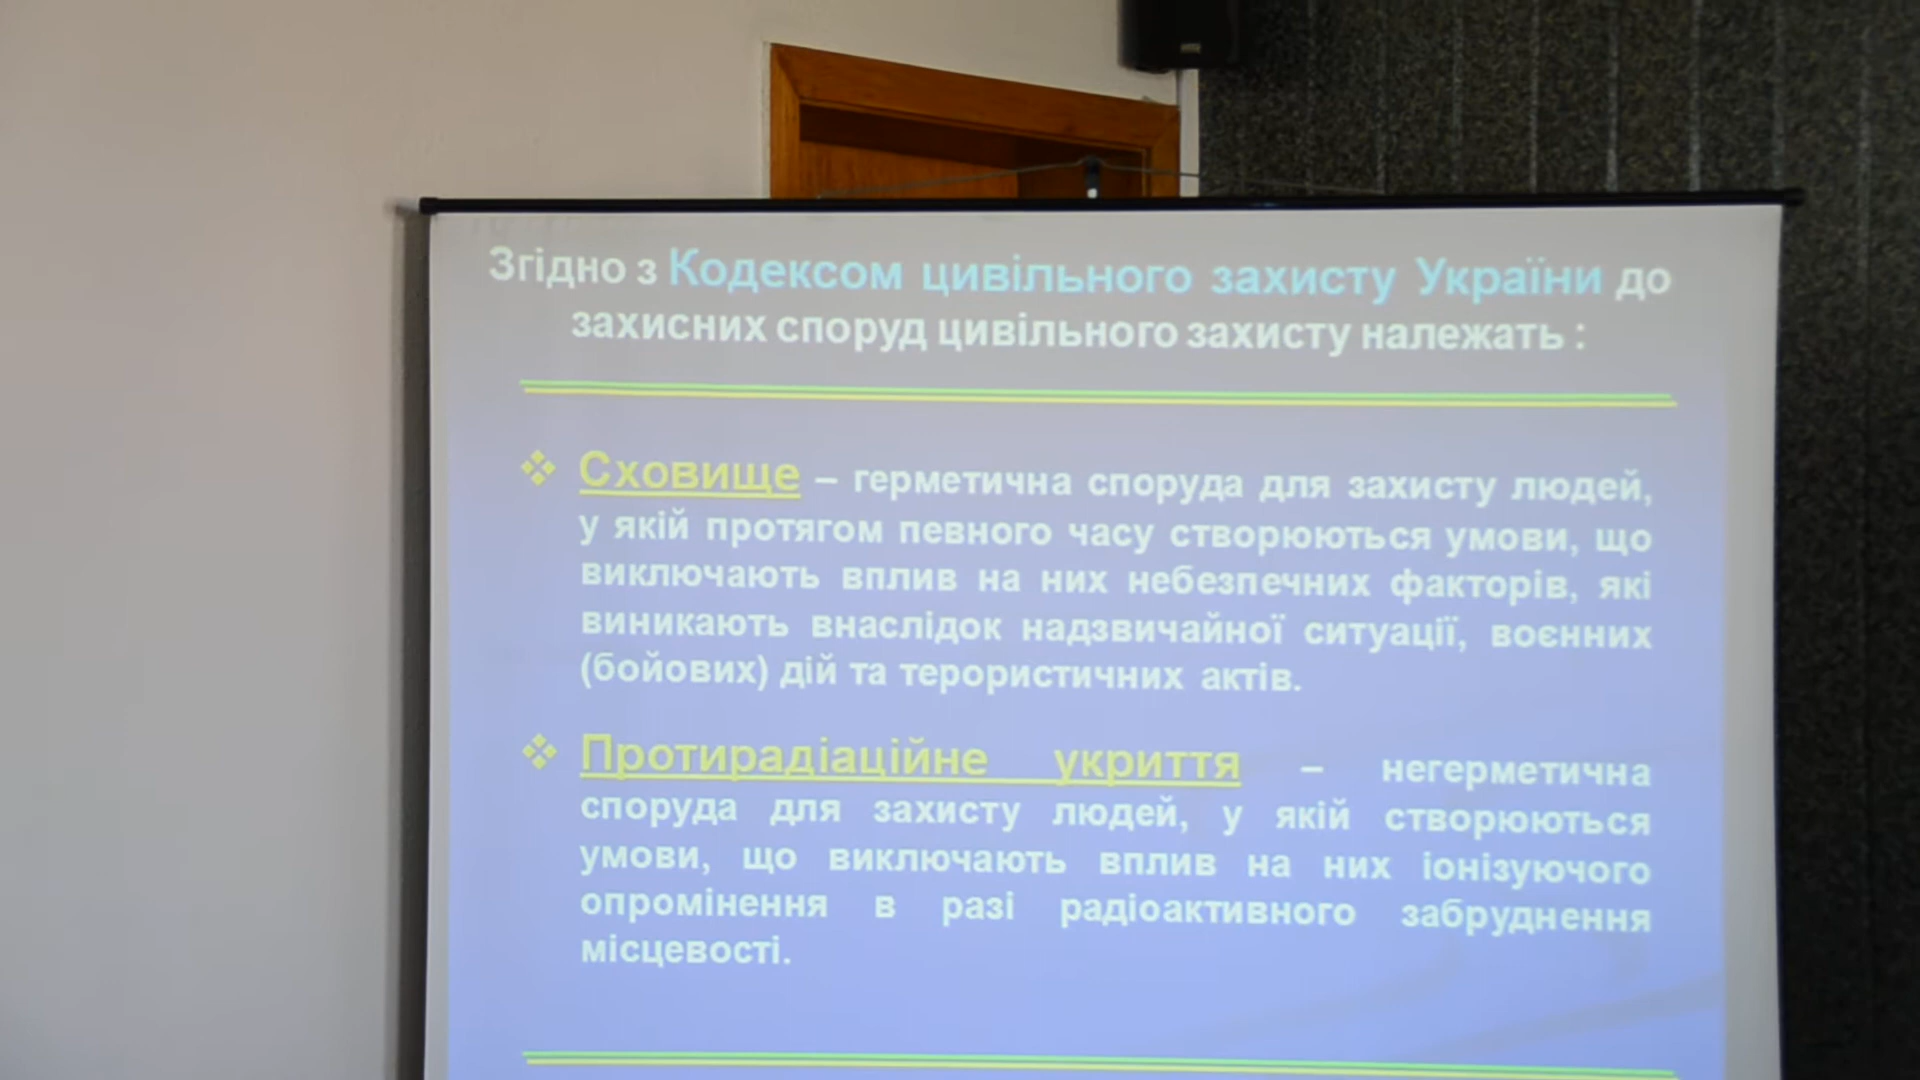 Згідно з Кодексом цивільного захисту України до
захисних споруд цивільного захисту належать :
❖ Сховище – герметична споруда для захисту людей,
у якій протягом певного часу створюються умови, що
виключають вплив на них небезпечних факторів, які
виникають внаслідок надзвичайної ситуації, воєнних
(бойових) дій та терористичних актів.
❖ Протирадіаційне укриття – негерметична
споруда для захисту людей, у якій створюються
умови, що виключають вплив на них іонізуючого
опромінення в разі радіоактивного забруднення
місцевості.